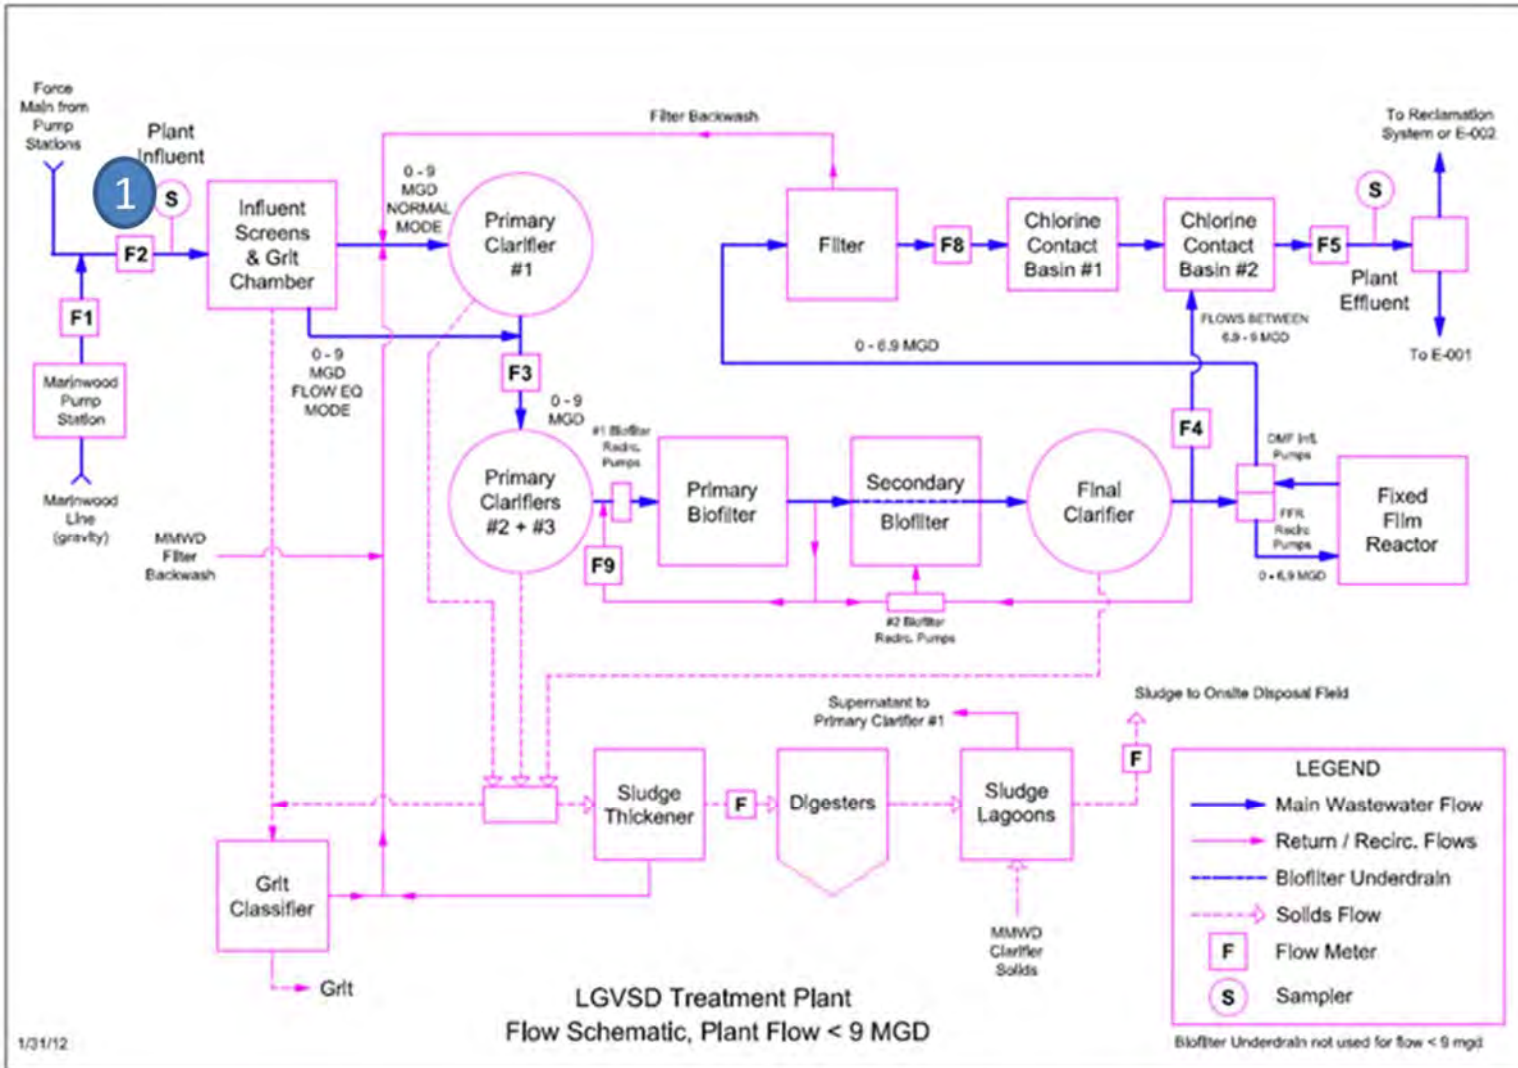 Force
Main from
Pump
Stations
Plant
Influent
1
S
F2
F1
Marinwood
Pump
Station
Marinwood
Line
(gravity)
Influent
Screens
& Grit
Chamber
0 - 9
MGD
NORMAL
MODE
Filter Backwash
Primary
Clarifier
#1
0 - 9
MGD
FLOW EQ
MODE
F3
0 - 9
MGD
Primary
Clarifiers
#2 + #3
#1 Biofilter
Recirc.
Pumps
F9
Primary
Biofilter
Secondary
Biofilter
#2 Biofilter
Recirc. Pumps
Final
Clarifier
F4
FLOWS BETWEEN
6.9 - 9 MGD
0 - 6.9 MGD
Filter
F8
Chlorine
Contact
Basin #1
Chlorine
Contact
Basin #2
F5
S
Plant
Effluent
To Reclamation
System or E-002
To E-001
DMF Infl.
Pumps
FFR
Recirc
Pumps
0 - 6.9 MGD
Fixed
Film
Reactor
MMWD
Filter
Backwash
Supernatant to
Primary Clarifier #1
Sludge to Onsite Disposal Field
Sludge
Thickener
F
Digesters
Sludge
Lagoons
F
MMWD
Clarifier
Solids
Grit
Classifier
Grit
LEGEND
Main Wastewater Flow
Return / Recirc. Flows
Biofilter Underdrain
Solids Flow
F
Flow Meter
S
Sampler
LGVSD Treatment Plant
Flow Schematic, Plant Flow < 9 MGD
1/31/12
Biofilter Underdrain not used for flow < 9 mgd